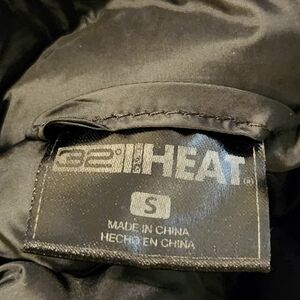 32° HEAT®
S
MADE IN CHINA
HECHO EN CHINA